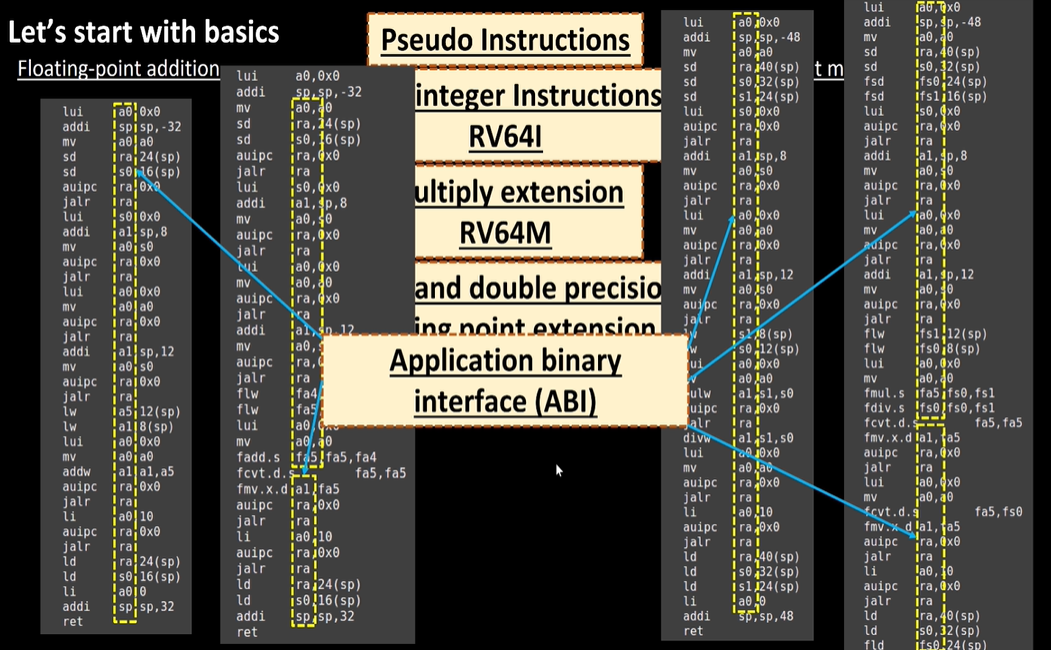 Let's start with basics
Floating-point addition
lui a0,0x0
addi sp,sp,-32
mv a0,a0
sd ra,24(sp)
sd s0,16(sp)
auipc ra,0x0
jalr ra
lui s0,0x0
addi a1,sp,8
mv a0,s0
auipc ra,0x0
jalr ra
lui a0,0x0
mv a0,a0
auipc ra,0x0
jalr ra
addi a1,sp,12
mv a0,s0
auipc ra,0x0
jalr ra
lw a5,12(sp)
lw a1,8(sp)
lui a0,0x0
mv a0,a0
addw a1,a1,a5
auipc ra,0x0
jalr ra
li a0,10
auipc ra,0x0
jalr ra
ld ra,24(sp)
ld s0,16(sp)
li a0,0
addi sp,sp,32
ret
lui a0,0x0
addi sp,sp,-32
mv a0,a0
sd ra,24(sp)
sd s0,16(sp)
auipc ra,0x0
jalr ra
lui s0,0x0
addi a1,sp,8
mv a0,s0
auipc ra,0x0
jalr ra
lui a0,0x0
mv a0,a0
auipc ra,0x0
jalr ra
addi a1,sp,12
mv a0,
auipc ra,
jalr ra
flw fa4
flw fa5
lui a0,
mv a0,a0
fadd.s fa5,fa5,fa4
fcvt.d.s fa5,fa5
fmv.x.d a1,fa5
auipc ra,0x0
jalr ra
li a0,10
auipc ra,0x0
jalr ra
ld ra,24(sp)
ld s0,16(sp)
addi sp,sp,32
ret
Pseudo Instructions
integer Instructions
RV64I
ultiply extension
RV64M
and double precisio
ing point extension
Application binary
interface (ABI)
t m
lui a0,0x0
addi sp,sp,-48
mv a0,a0
sd ra,40(sp)
sd s0,32(sp)
sd s1,24(sp)
lui s0,0x0
auipc ra,0x0
jalr ra
addi a1,sp,8
mv a0,s0
auipc ra,0x0
jalr ra
lui a0,0x0
mv a0,a0
auipc ra,0x0
jalr ra
addi a1,sp,12
mv a0,s0
auipc ra,0x0
jalr ra
lw s1,8(sp)
w s0,12(sp)
ui a0,0x0
v a0,a0
ulw a1,s1,s0
uipc ra,0x0
alr ra
divw a1,s1,s0
lui a0,0x0
mv a0,a0
auipc ra,0x0
jalr ra
li a0,10
auipc ra,0x0
jalr ra
ld ra,40(sp)
ld s0,32(sp)
ld s1,24(sp)
li a0,0
addi sp,sp,48
ret
lui a0,0x0
addi sp,sp,-48
mv a0,a0
sd ra,40(sp)
sd s0,32(sp)
fsd fs0,24(sp)
fsd fs1,16(sp)
lui s0,0x0
auipc ra,0x0
jalr ra
addi a1,sp,8
mv a0,s0
auipc ra,0x0
jalr ra
lui a0,0x0
mv a0,a0
auipc ra,0x0
jalr ra
addi a1,sp,12
mv a0,s0
auipc ra,0x0
jalr ra
flw fs1,12(sp)
flw fs0,8(sp)
lui a0,0x0
mv a0,a0
fmul.s fa5,fs0,fs1
fdiv.s fs0,fs0,fs1
fcvt.d.s fa5,fa5
fmv.x.d a1,fa5
auipc ra,0x0
jalr ra
lui a0,0x0
mv a0,a0
fcvt.d.s fa5,fs0
fmv.x.d a1,fa5
auipc ra,0x0
jalr ra
li a0,10
auipc ra,0x0
jalr ra
ld ra,40(sp)
ld s0,32(sp)
fld fs0,24(sp)